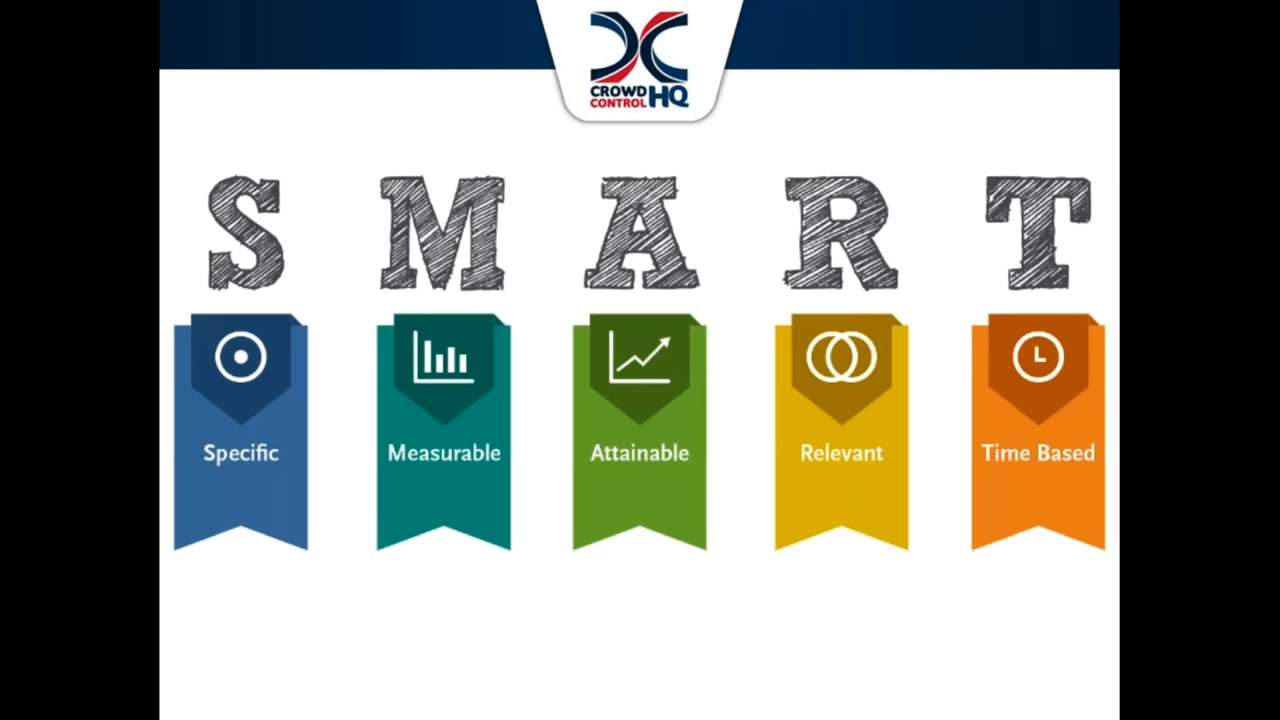 CROWD
CONTROL HQ
S M A R T
Specific Measurable Attainable Relevant Time Based